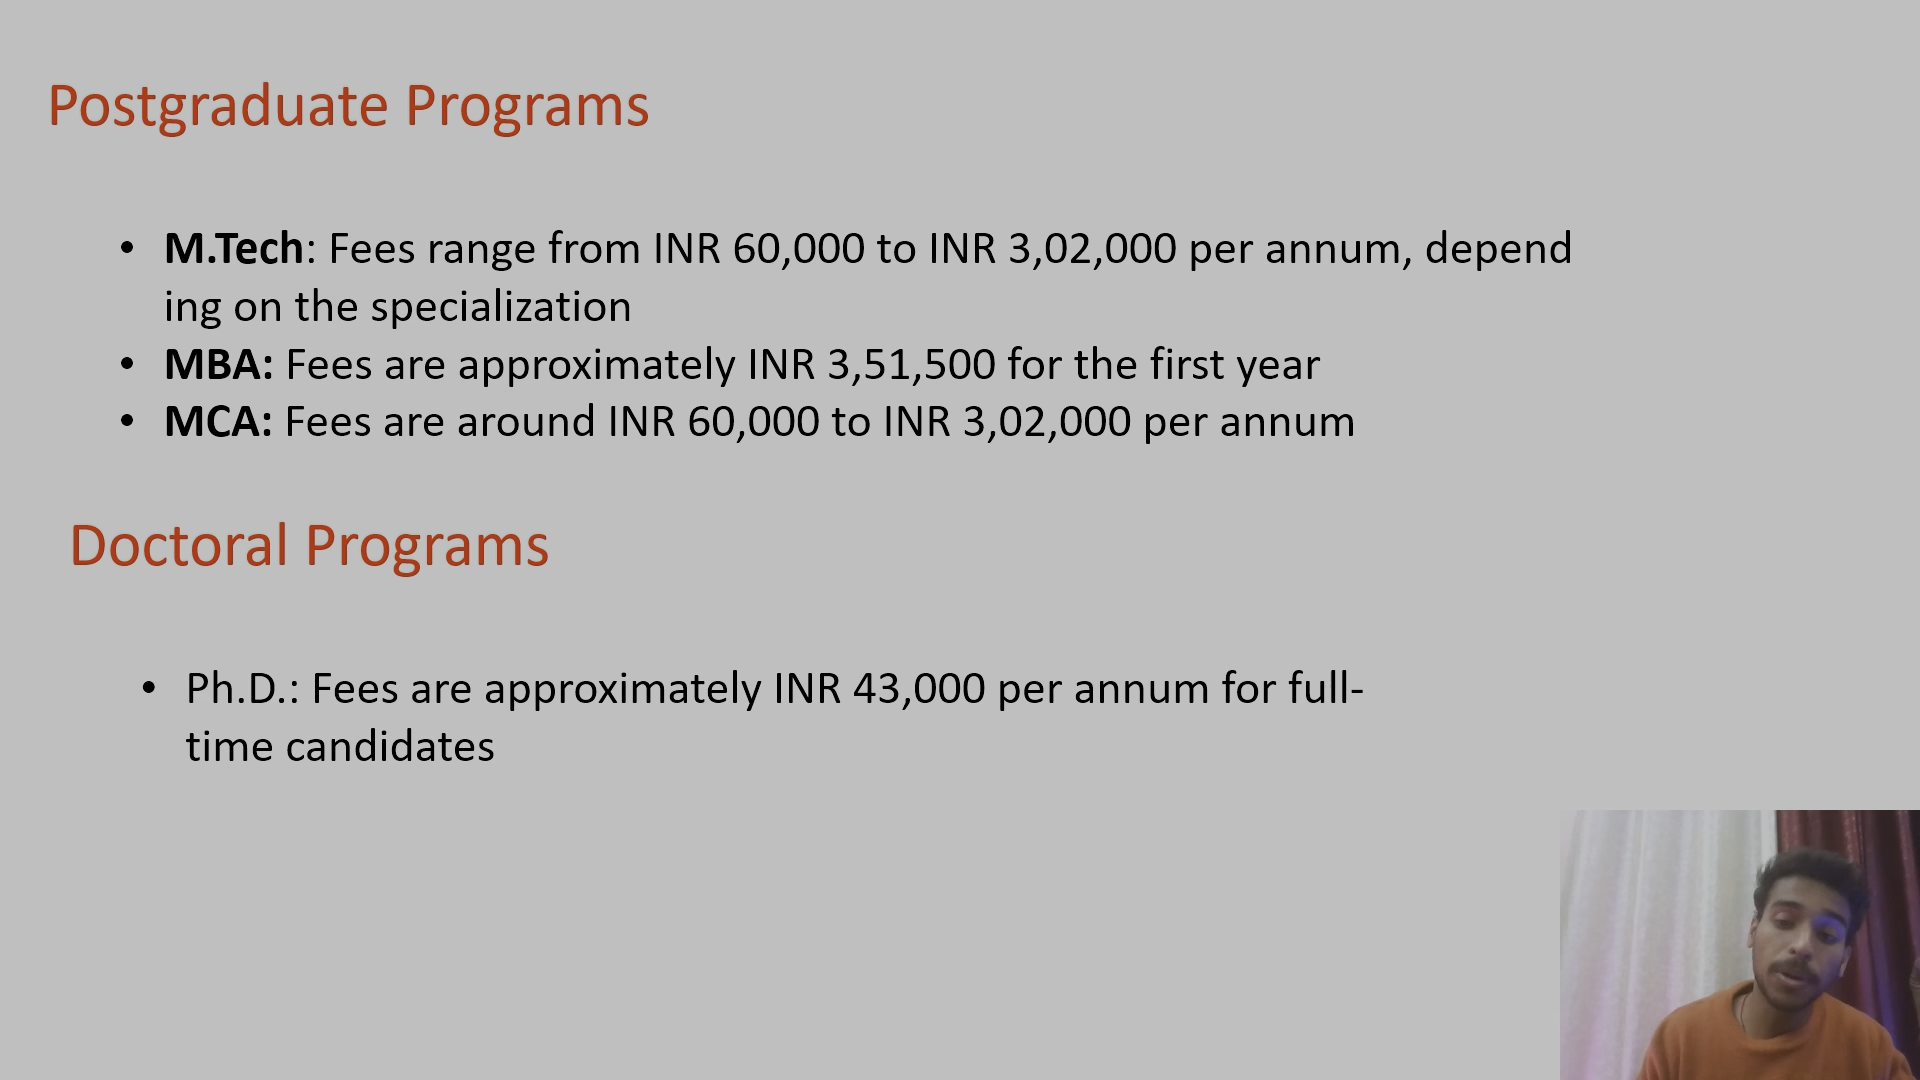 Postgraduate Programs
• M.Tech: Fees range from INR 60,000 to INR 3,02,000 per annum, depend
ing on the specialization
• MBA: Fees are approximately INR 3,51,500 for the first year
• MCA: Fees are around INR 60,000 to INR 3,02,000 per annum
Doctoral Programs
• Ph.D.: Fees are approximately INR 43,000 per annum for full-
time candidates